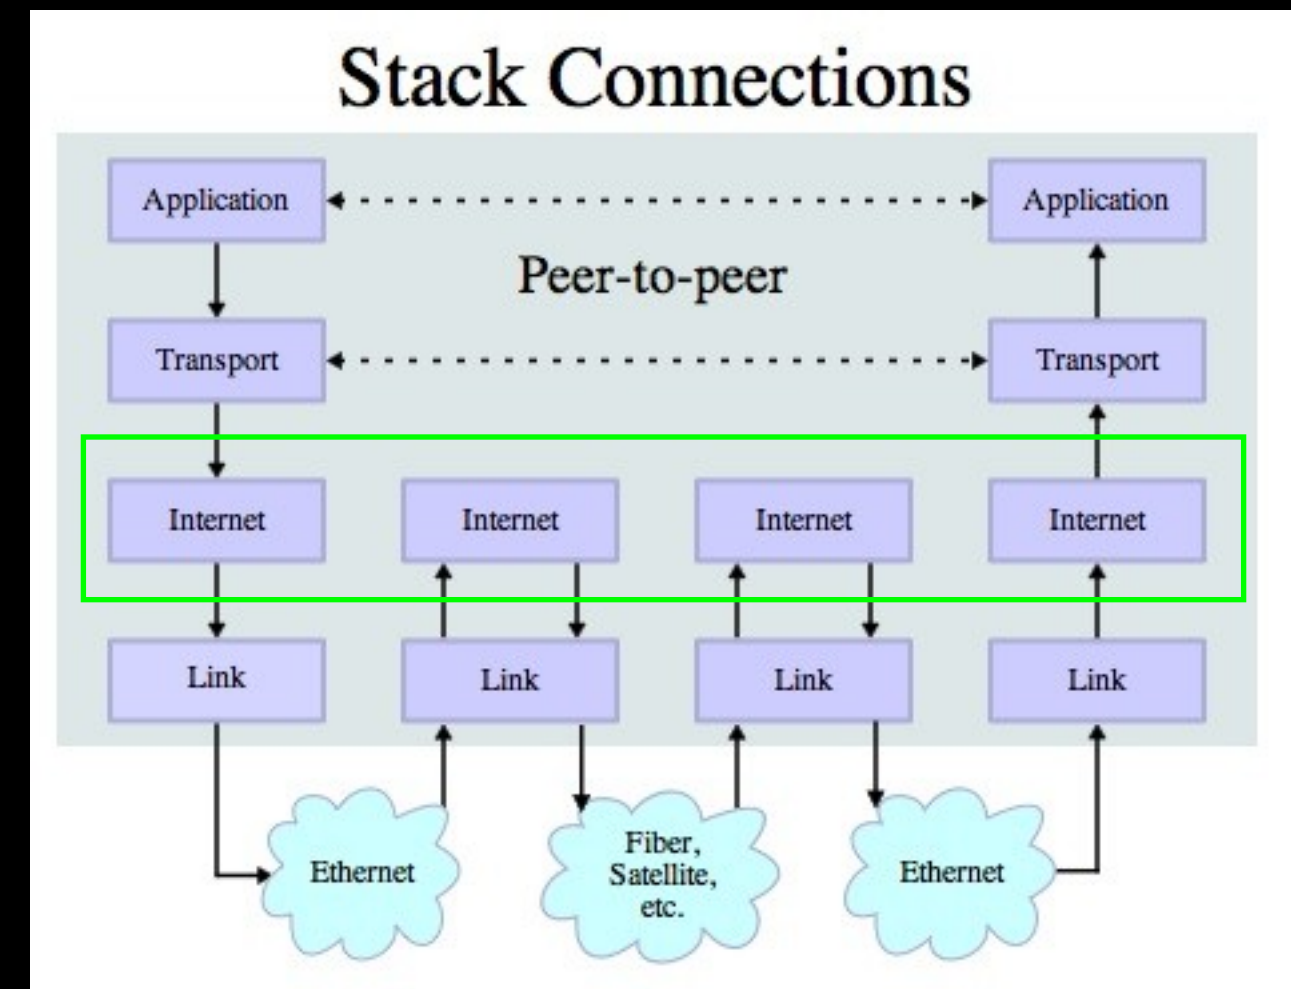 Stack Connections
Application
Application
Peer-to-peer
Transport
Transport
Internet
Internet
Internet
Internet
Link
Link
Link
Link
Ethernet
Fiber,
Satellite,
etc.
Ethernet